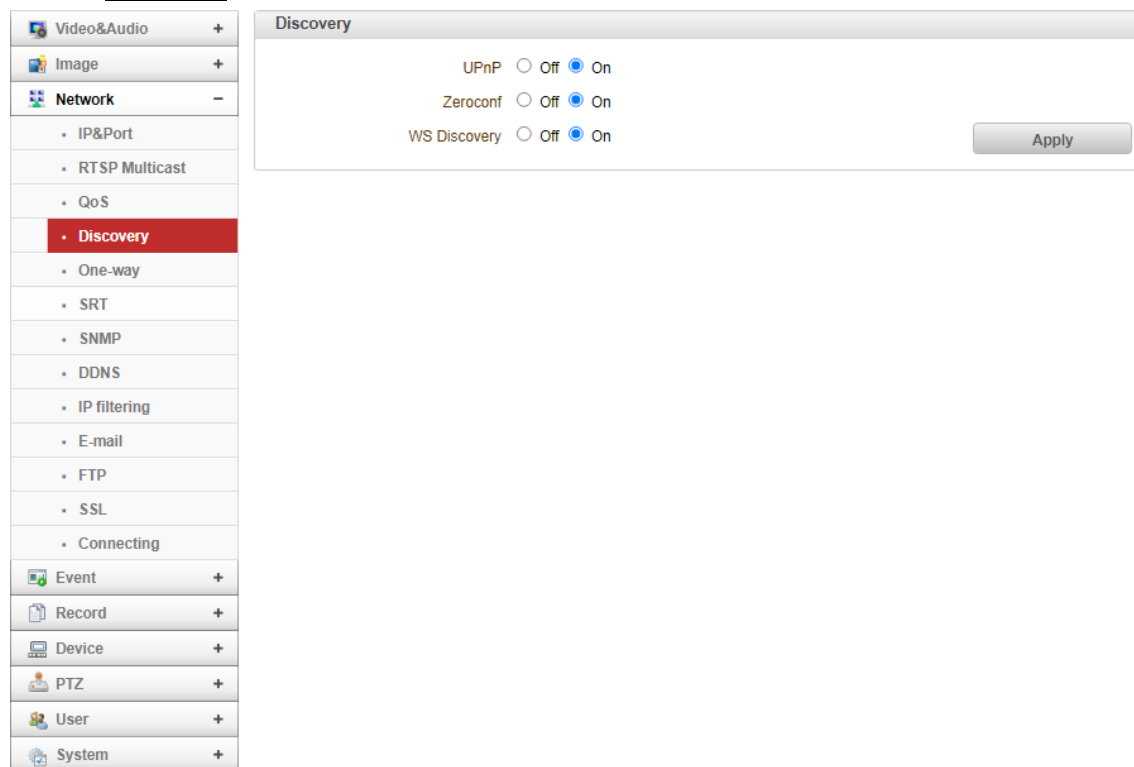 Video&Audio +
Image +
Network −
IP&Port
RTSP Multicast
QoS
Discovery
One-way
SRT
SNMP
DDNS
IP filtering
E-mail
FTP
SSL
Connecting
Event +
Record +
Device +
PTZ +
User +
System +
Discovery
UPnP Off On
Zeroconf Off On
WS Discovery Off On
Apply